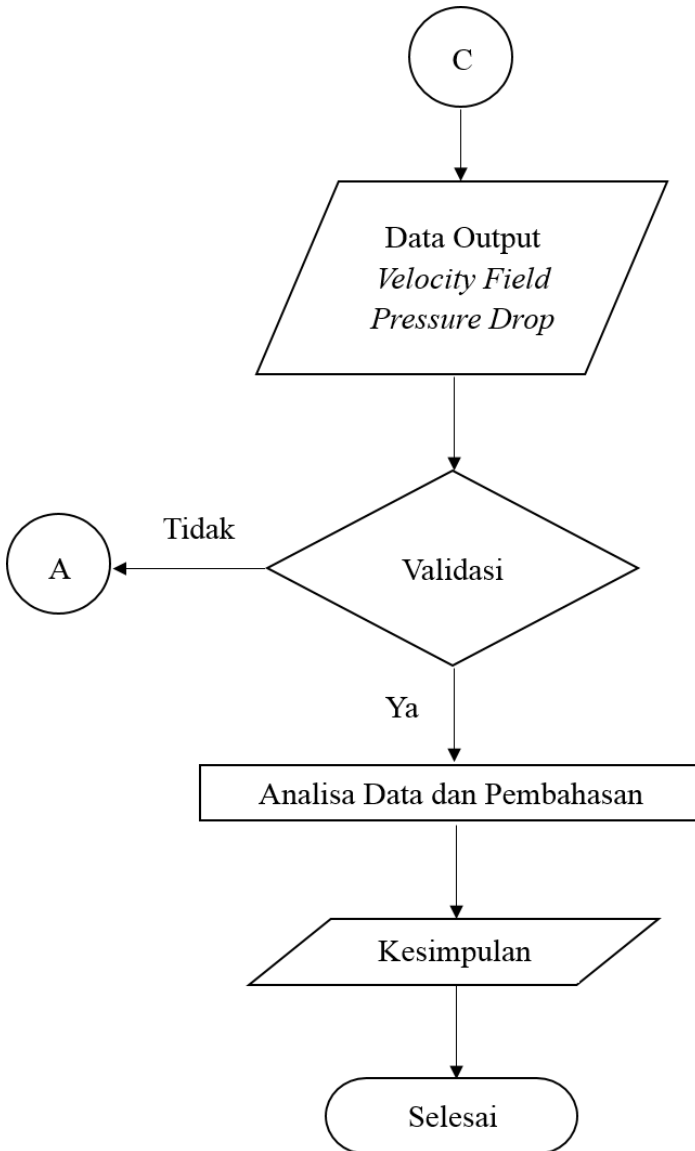 C
Data Output
Velocity Field
Pressure Drop
Tidak
A
Validasi
Ya
Analisa Data dan Pembahasan
Kesimpulan
Selesai